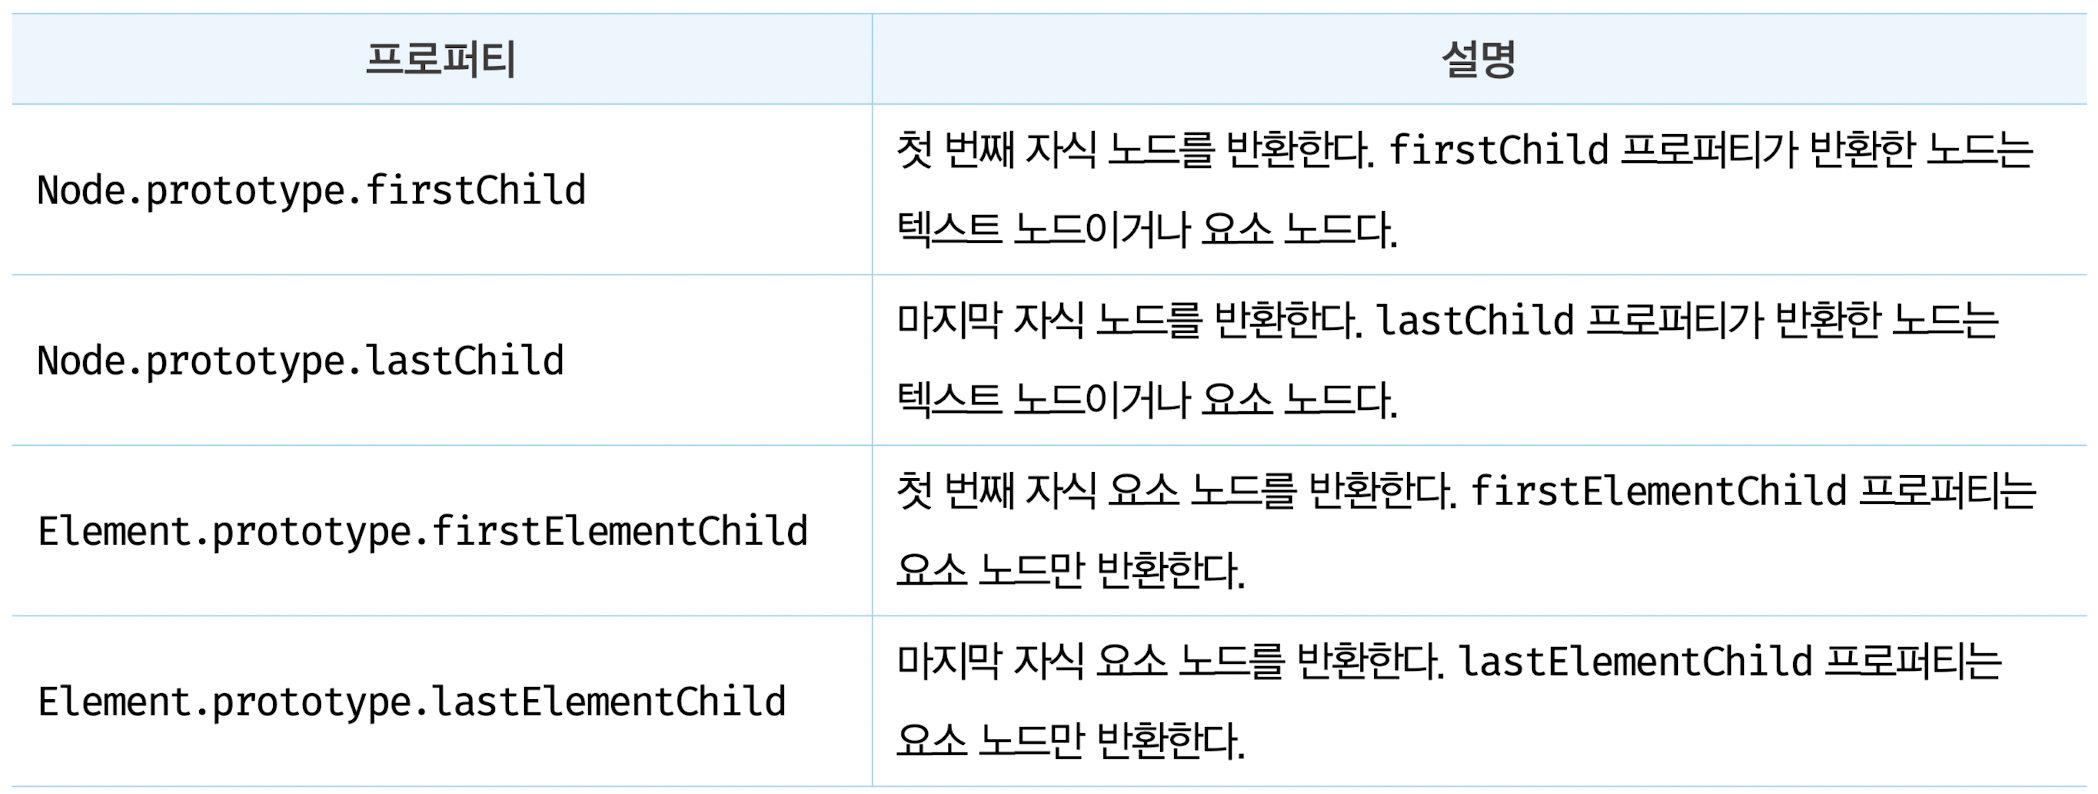 프로퍼티
설명
Node.prototype.firstChild
첫 번째 자식 노드를 반환한다. firstChild 프로퍼티가 반환한 노드는
텍스트 노드이거나 요소 노드다.
Node.prototype.lastChild
마지막 자식 노드를 반환한다. lastChild 프로퍼티가 반환한 노드는
텍스트 노드이거나 요소 노드다.
Element.prototype.firstElementChild
첫 번째 자식 요소 노드를 반환한다. firstElementChild 프로퍼티는
요소 노드만 반환한다.
Element.prototype.lastElementChild
마지막 자식 요소 노드를 반환한다. lastElementChild 프로퍼티는
요소 노드만 반환한다.